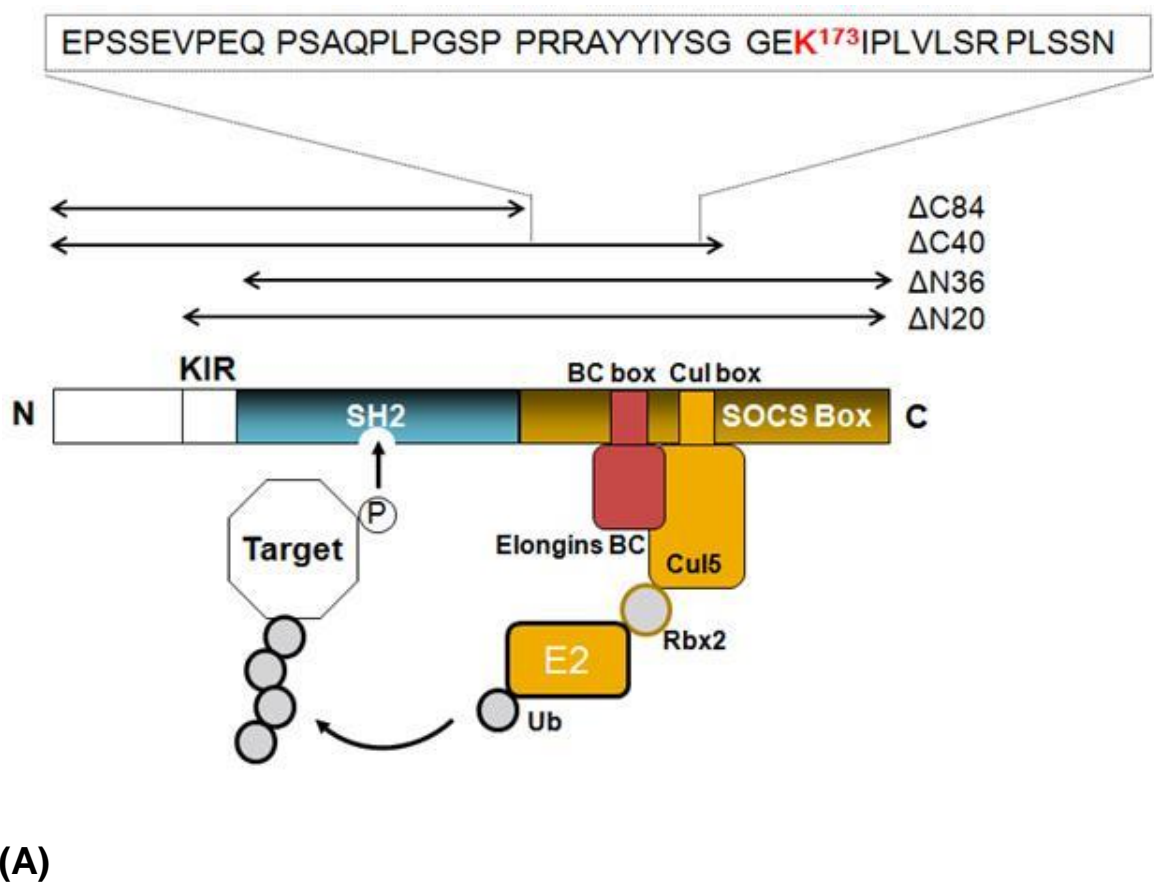 EPSSEVPEQ PSAQPLPGSP PRRAYYIYSG GEK173IPLVLSR PLSSN
ΔC84
ΔC40
ΔN36
ΔN20
KIR
BC box Cul box
N
SH2
SOCS Box
C
P
Target
Elongins BC
Cul5
Rbx2
E2
Ub
(A)